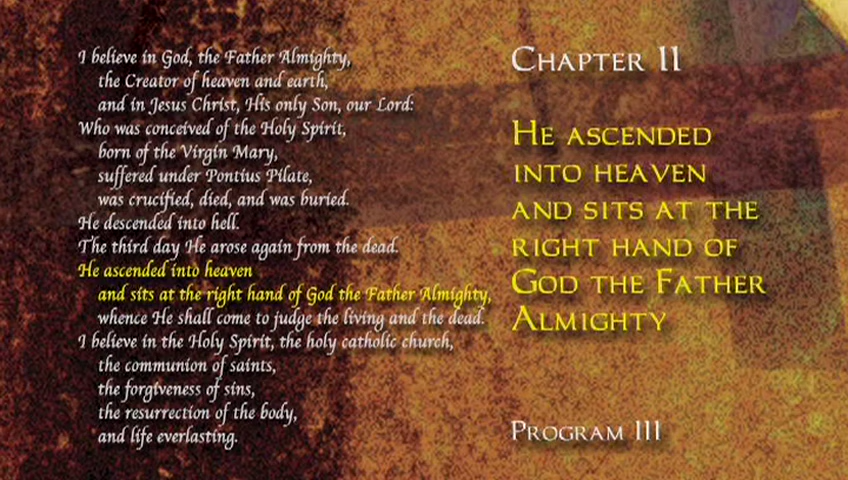 I believe in God, the Father Almighty,
the Creator of heaven and earth,
and in Jesus Christ, His only Son, our Lord:
Who was conceived of the Holy Spirit,
born of the Virgin Mary,
suffered under Pontius Pilate,
was crucified, died, and was buried.
He descended into hell.
The third day He arose again from the dead.
He ascended into heaven
and sits at the right hand of God the Father Almighty,
whence He shall come to judge the living and the dead.
I believe in the Holy Spirit, the holy catholic church,
the communion of saints,
the forgiveness of sins,
the resurrection of the body,
and life everlasting.
Chapter II
He ascended
into heaven
and sits at the
right hand of
God the Father
Almighty
Program III